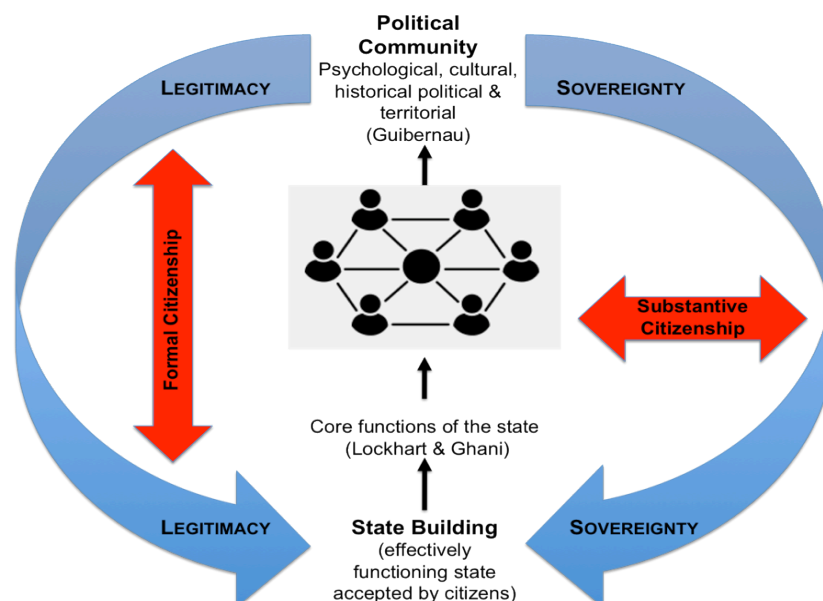 Political
Community
Psychological, cultural,
historical political &
territorial
(Guibernau)
LEGITIMACY
SOVEREIGNTY
Formal Citizenship
Substantive
Citizenship
Core functions of the state
(Lockhart & Ghani)
LEGITIMACY
SOVEREIGNTY
State Building
(effectively
functioning state
accepted by citizens)